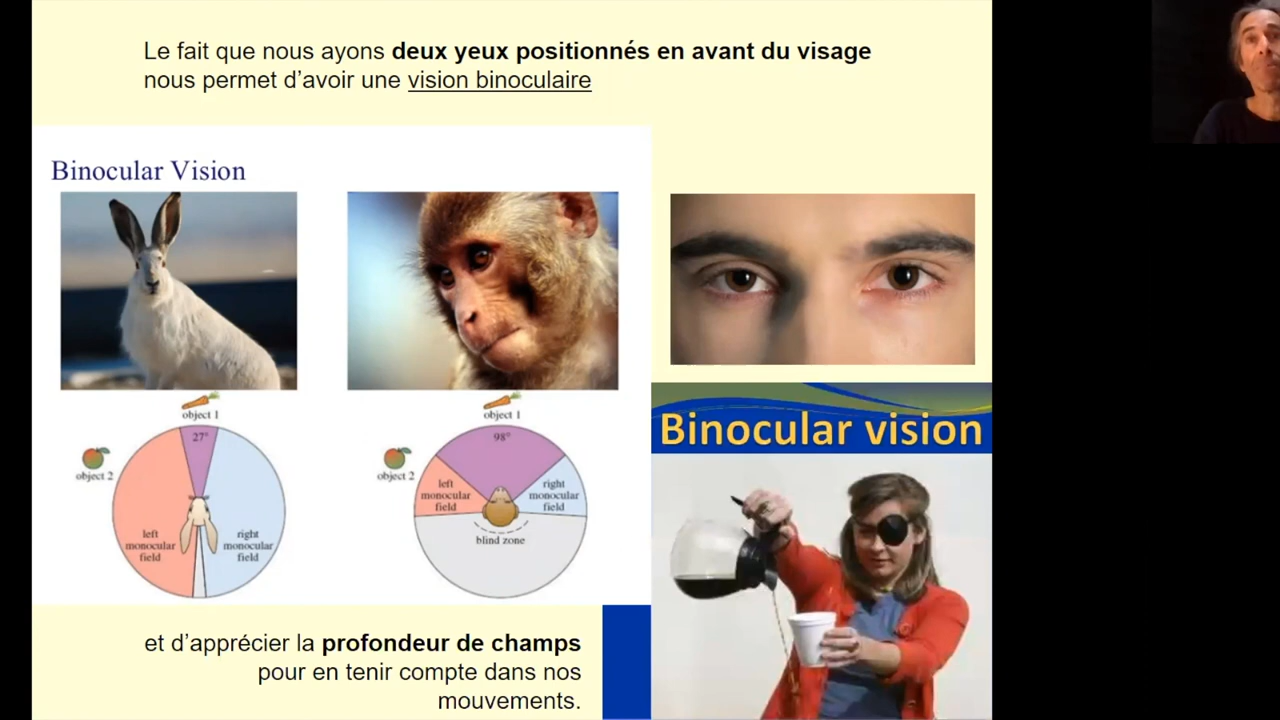 Le fait que nous ayons deux yeux positionnés en avant du visage
nous permet d'avoir une vision binoculaire
Binocular Vision
object 1
27°
object 2
left
monocular
field
right
monocular
field
object 1
98°
object 2
left
monocular
field
right
monocular
field
blind zone
Binocular vision
et d'apprécier la profondeur de champs
pour en tenir compte dans nos
mouvements.